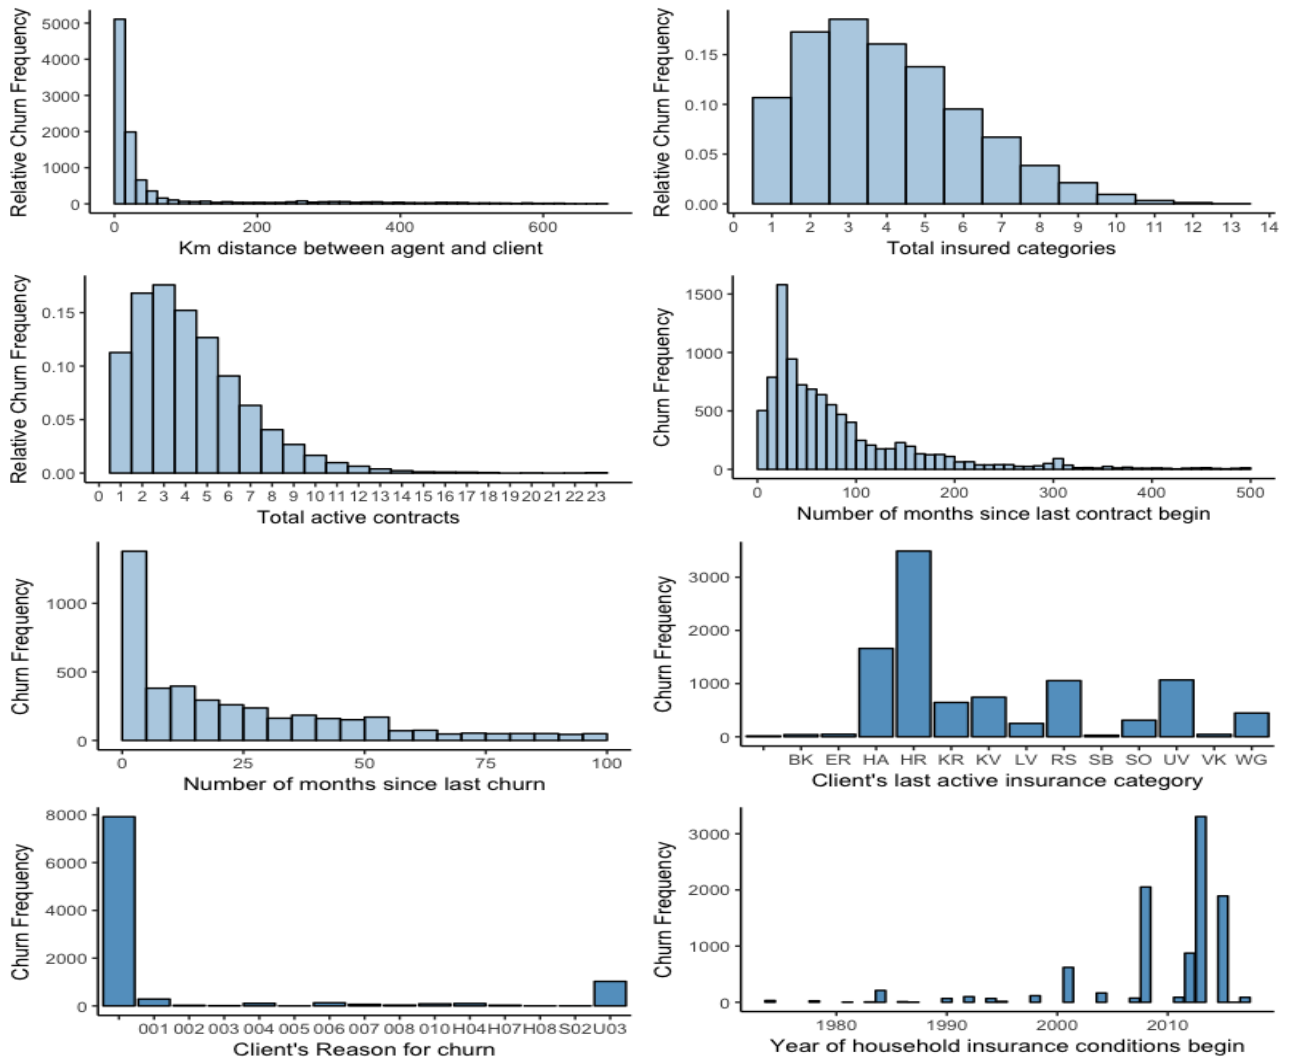 Relative Churn Frequency
5000
4000
3000
2000
1000
0
0 200 400 600
Km distance between agent and client
Relative Churn Frequency
0.15
0.10
0.05
0.00
0 1 2 3 4 5 6 7 8 9 10 11 12 13 14
Total insured categories
Relative Churn Frequency
0.15
0.10
0.05
0.00
0 1 2 3 4 5 6 7 8 9 10 11 12 13 14 15 16 17 18 19 20 21 22 23
Total active contracts
Churn Frequency
1500
1000
500
0
0 100 200 300 400 500
Number of months since last contract begin
Churn Frequency
1000
500
0
0 25 50 75 100
Number of months since last churn
Churn Frequency
3000
2000
1000
0
BK ER HA HR KR KV LV RS SB SO UV VK WG
Client's last active insurance category
Churn Frequency
8000
6000
4000
2000
0
001 002 003 004 005 006 007 008 010 H04 H07 H08 S02 U03
Client's Reason for churn
Churn Frequency
3000
2000
1000
0
1980 1990 2000 2010
Year of household insurance conditions begin